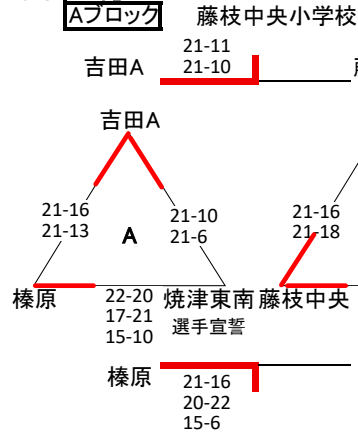 Aブロック 藤枝中央小学校
21-11
吉田A 21-10
吉田A
21-16 21-10
21-13 A 21-6
21-16
21-18
榛原 22-20 焼津東南 藤枝中央
17-21 選手宣誓
15-10
榛原 21-16
20-22
15-6